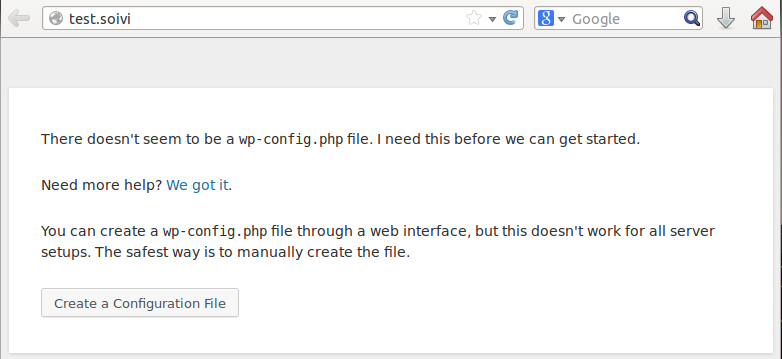 test.soivi
Google
There doesn't seem to be a wp-config.php file. I need this before we can get started.
Need more help? We got it.
You can create a wp-config.php file through a web interface, but this doesn't work for all server
setups. The safest way is to manually create the file.
Create a Configuration File